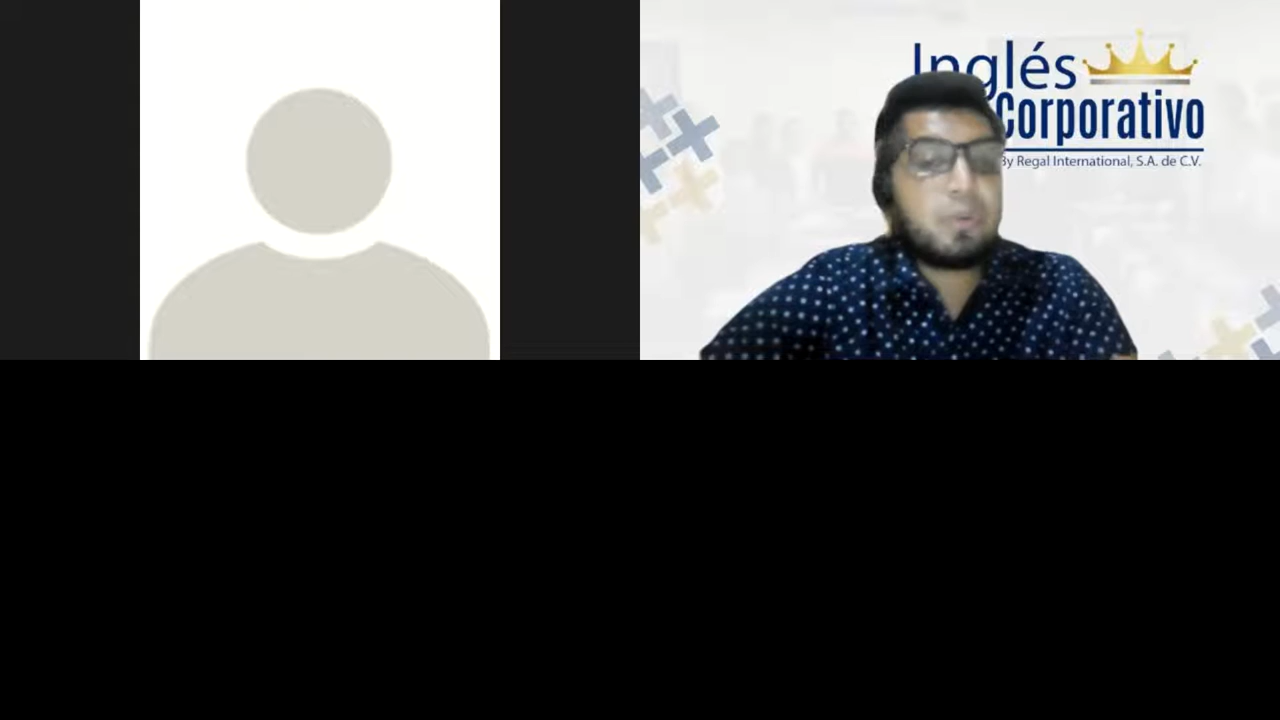 Inglés
Corporativo
By Regal International, S.A. de C.V.